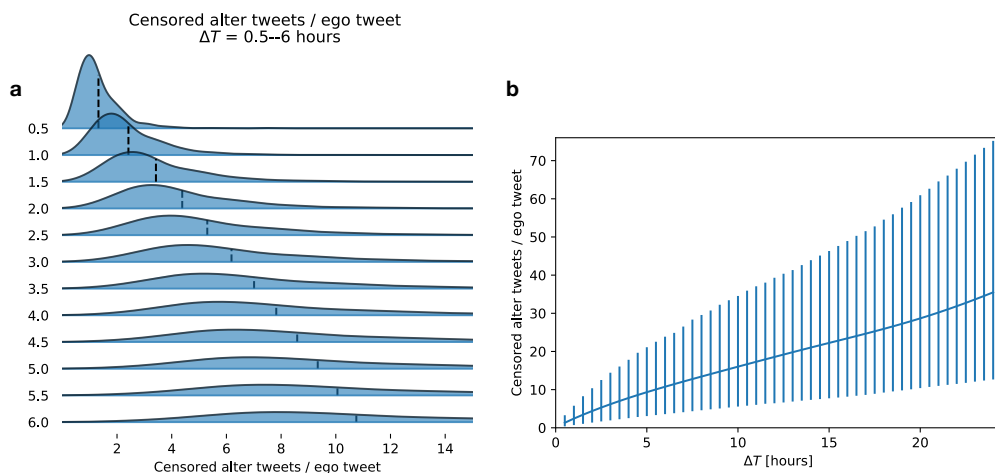 Censored alter tweets / ego tweet
ΔT = 0.5--6 hours
a
0.5
1.0
1.5
2.0
2.5
3.0
3.5
4.0
4.5
5.0
5.5
6.0
2 4 6 8 10 12 14
Censored alter tweets / ego tweet
b
Censored alter tweets / ego tweet
70
60
50
40
30
20
10
0
0 5 10 15 20
ΔT [hours]